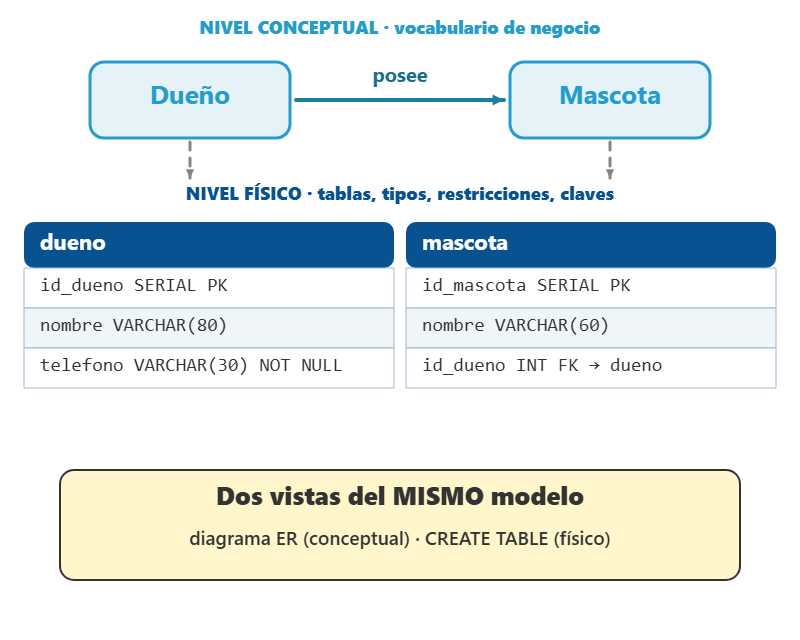 NIVEL CONCEPTUAL · vocabulario de negocio
posee
Dueño
Mascota
NIVEL FÍSICO · tablas, tipos, restricciones, claves
dueno
id_dueno SERIAL PK
nombre VARCHAR(80)
telefono VARCHAR(30) NOT NULL
mascota
id_mascota SERIAL PK
nombre VARCHAR(60)
id_dueno INT FK → dueno
Dos vistas del MISMO modelo
diagrama ER (conceptual) · CREATE TABLE (físico)